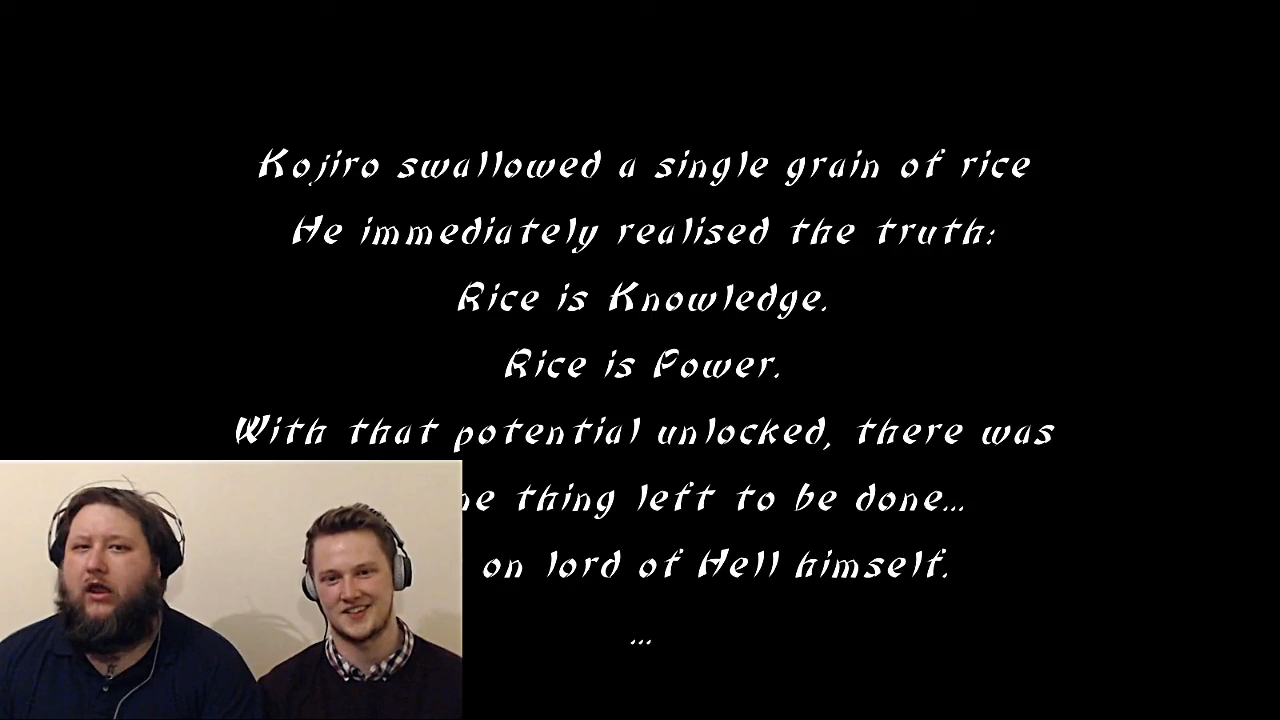 Kojiro swallowed a single grain of rice
He immediately realised the truth:
Rice is Knowledge.
Rice is Power.
With that potential unlocked, there was
thing left to be done...
on lord of Hell himself.
...